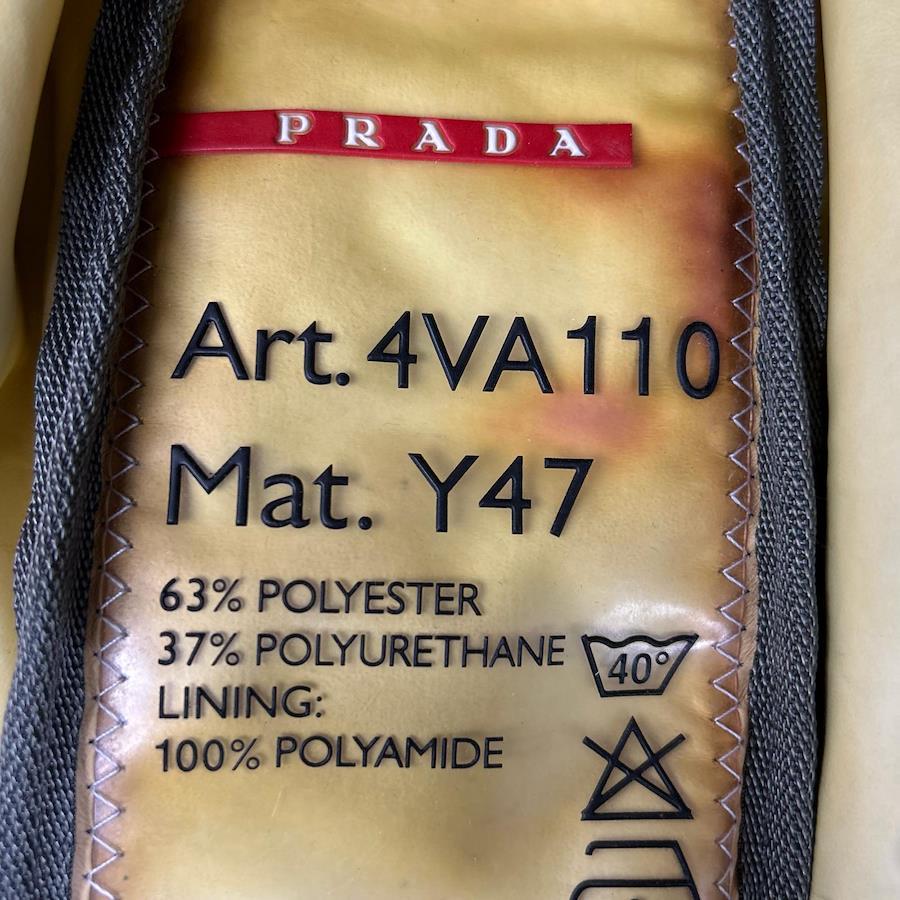 PRADA
Art. 4VA110
Mat. Y47
63% POLYESTER
37% POLYURETHANE
40°
LINING:
100% POLYAMIDE